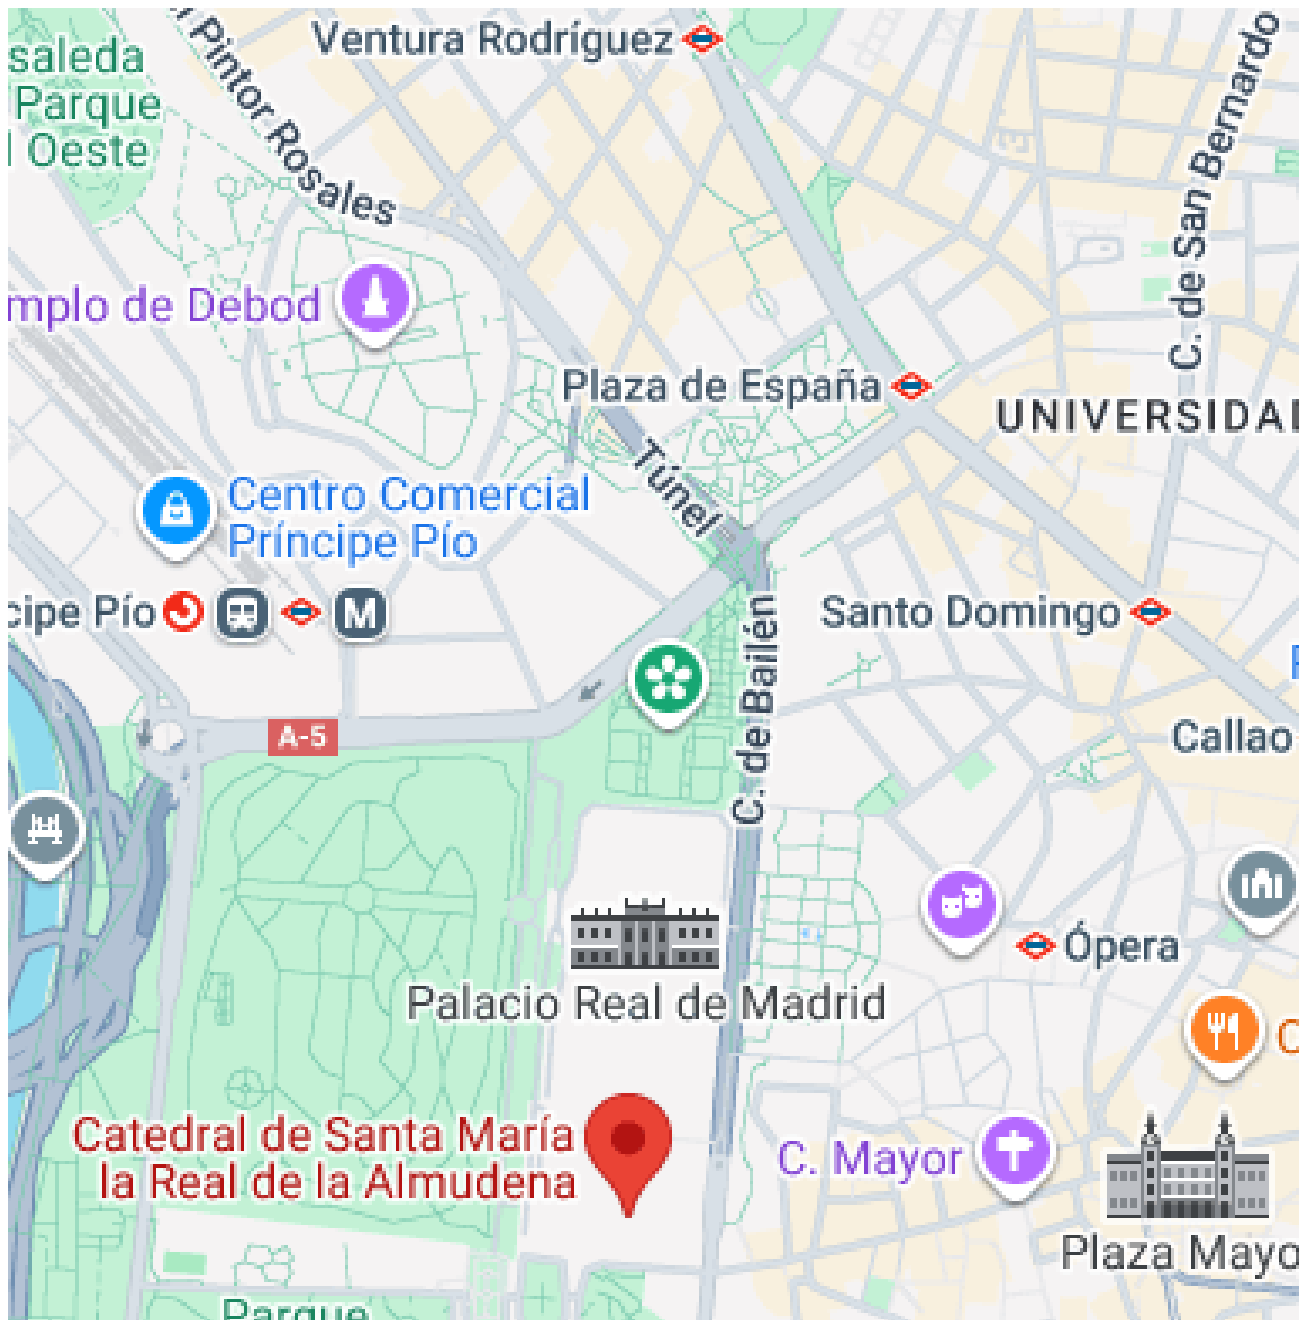 Ventura Rodríguez
saleda
Parque
l Oeste
Pintor Rosales
C. de San Bernardo
mplo de Debod
Plaza de España
UNIVERSIDAD
Túnel
Centro Comercial
Príncipe Pío
cipe Pío
M
Santo Domingo
C. de Bailén
A-5
Callao
Ópera
Palacio Real de Madrid
Catedral de Santa María
la Real de la Almudena
C. Mayor
Plaza Mayo
Parque